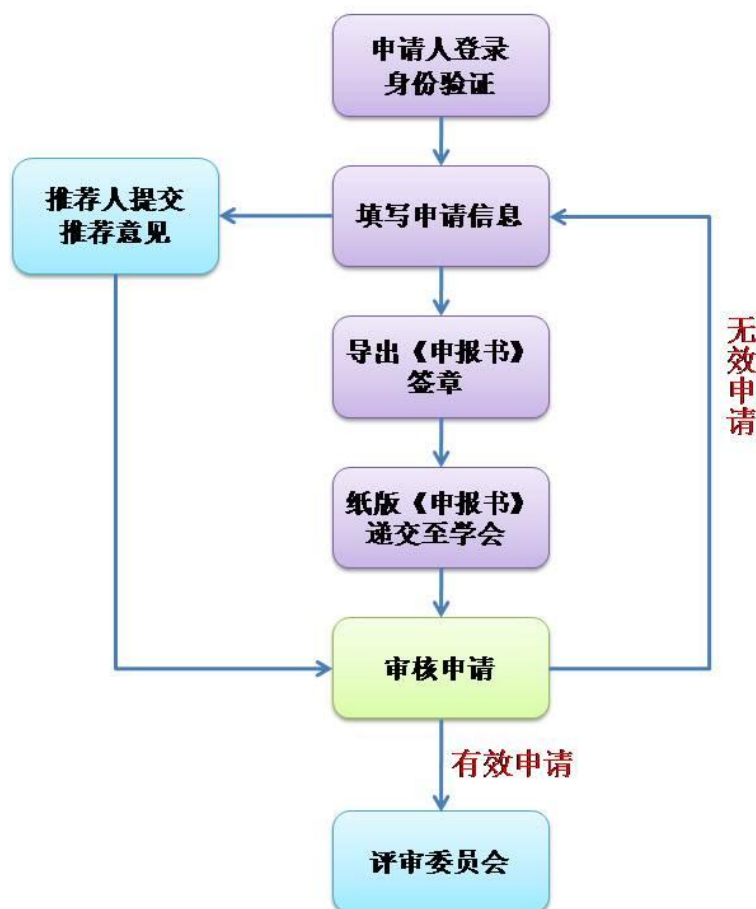 申请人登录
身份验证
推荐人提交
推荐意见
填写申请信息
导出《申报书》
签章
无效申请
纸版《申报书》
递交至学会
审核申请
有效申请
评审委员会